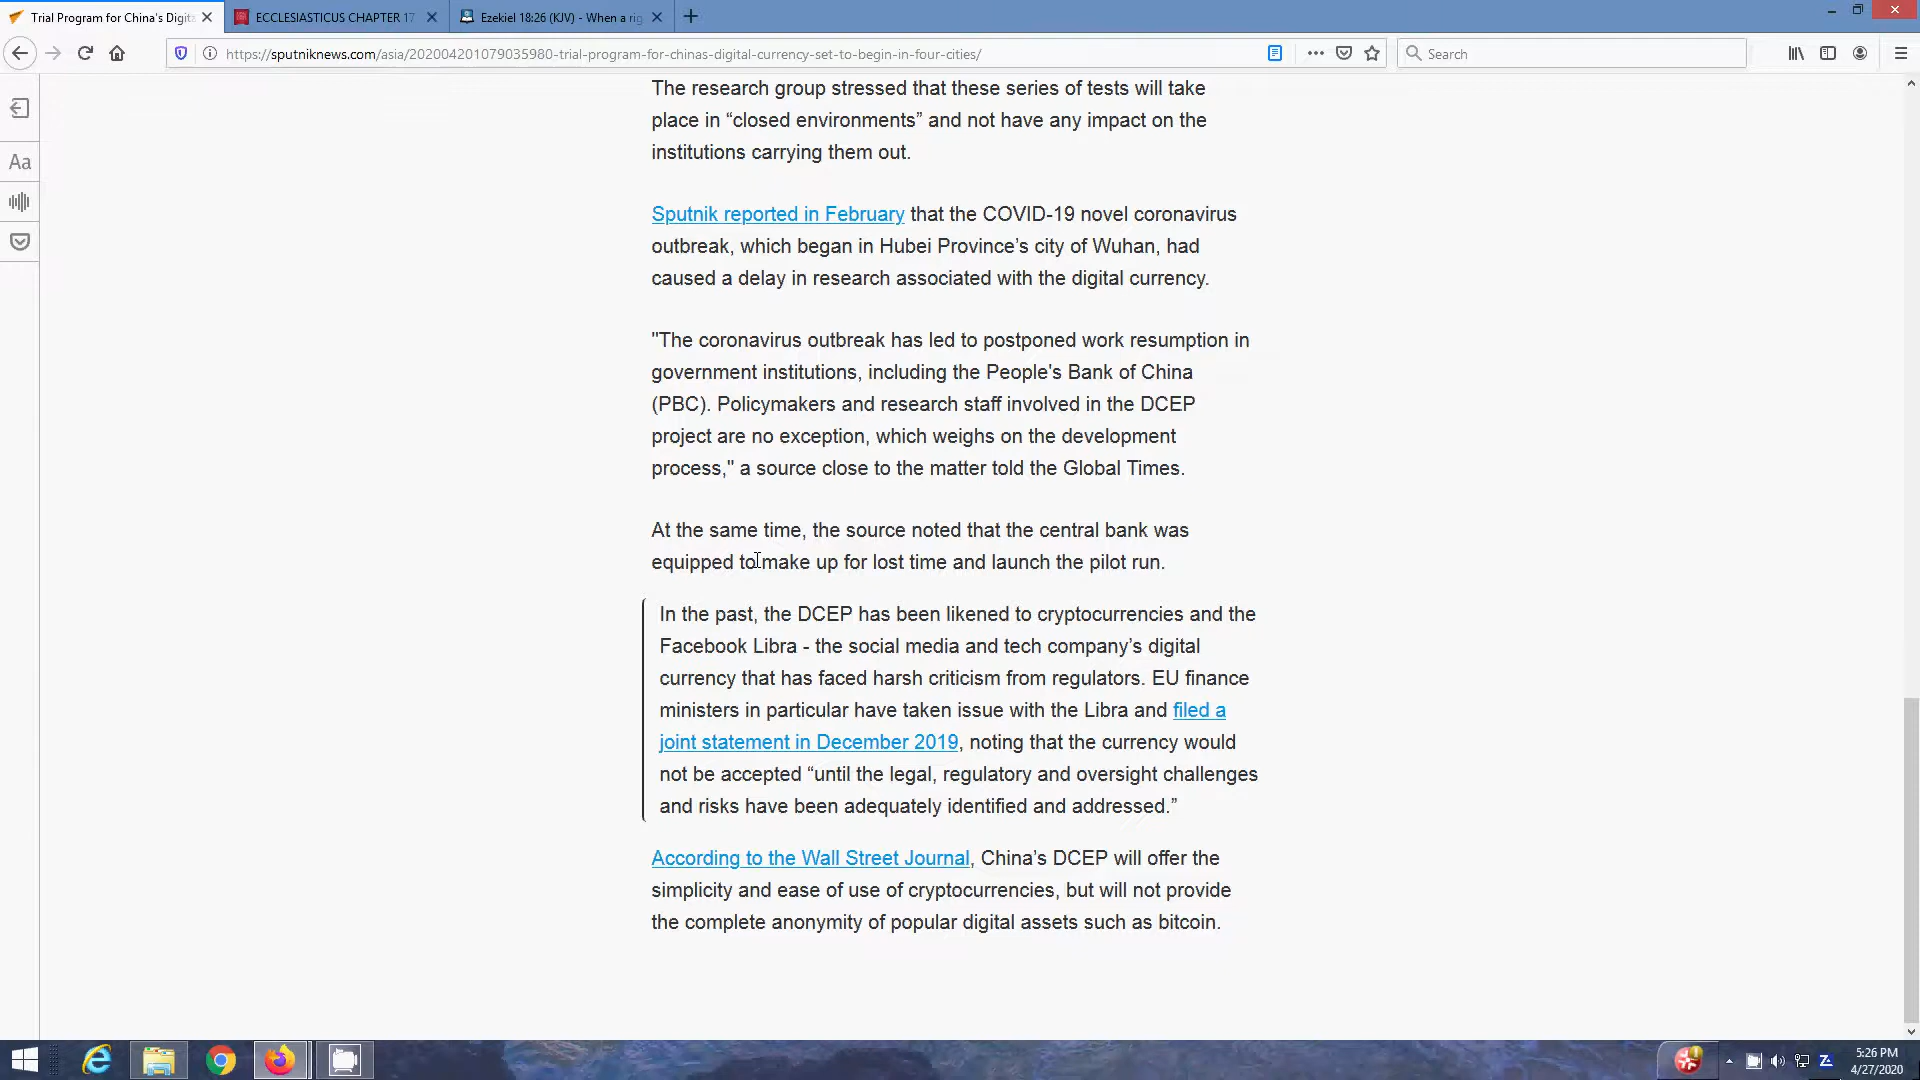 Trial Program for China's Digita
ECCLESIASTICUS CHAPTER 17
Ezekiel 18:26 (KJV) - When a rig
https://sputniknews.com/asia/202004201079035980-trial-program-for-chinas-digital-currency-set-to-begin-in-four-cities/
Search
Aa
The research group stressed that these series of tests will take
place in “closed environments” and not have any impact on the
institutions carrying them out.
Sputnik reported in February that the COVID-19 novel coronavirus
outbreak, which began in Hubei Province’s city of Wuhan, had
caused a delay in research associated with the digital currency.
"The coronavirus outbreak has led to postponed work resumption in
government institutions, including the People's Bank of China
(PBC). Policymakers and research staff involved in the DCEP
project are no exception, which weighs on the development
process," a source close to the matter told the Global Times.
At the same time, the source noted that the central bank was
equipped to make up for lost time and launch the pilot run.
In the past, the DCEP has been likened to cryptocurrencies and the
Facebook Libra - the social media and tech company’s digital
currency that has faced harsh criticism from regulators. EU finance
ministers in particular have taken issue with the Libra and filed a
joint statement in December 2019, noting that the currency would
not be accepted “until the legal, regulatory and oversight challenges
and risks have been adequately identified and addressed.”
According to the Wall Street Journal, China’s DCEP will offer the
simplicity and ease of use of cryptocurrencies, but will not provide
the complete anonymity of popular digital assets such as bitcoin.
5:26 PM
4/27/2020